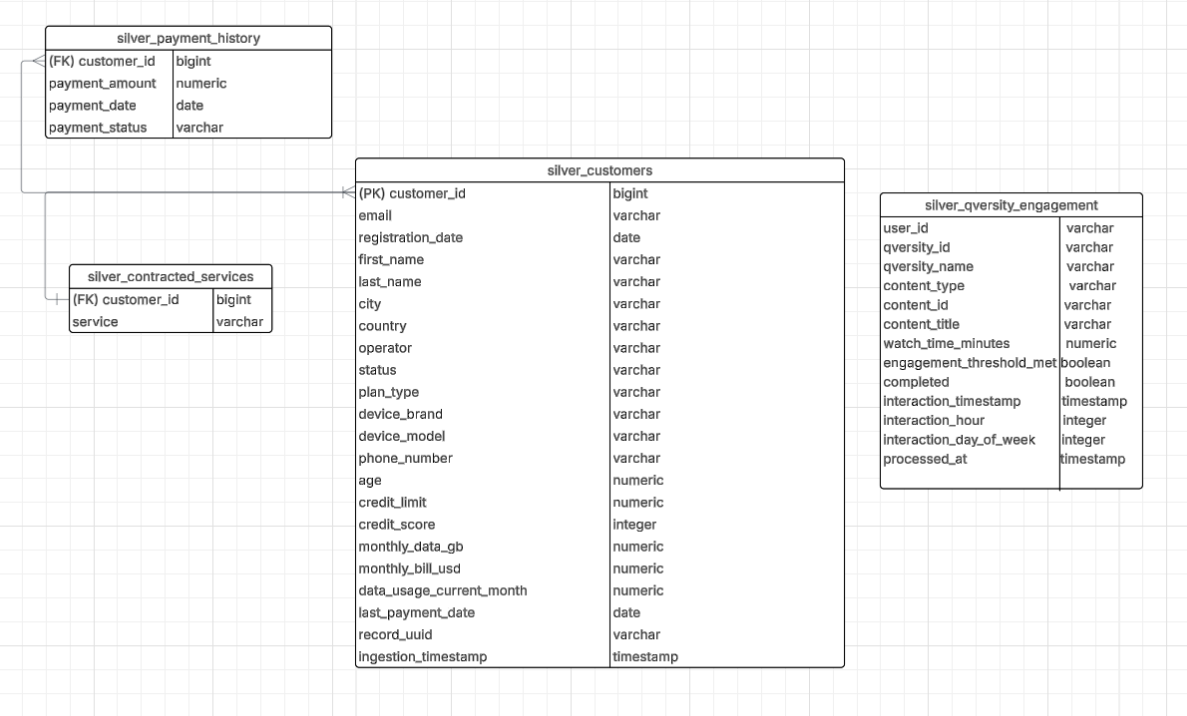 silver_payment_history
(FK) customer_id bigint
payment_amount numeric
payment_date date
payment_status varchar
silver_customers
(PK) customer_id bigint
email varchar
registration_date date
first_name varchar
last_name varchar
city varchar
country varchar
operator varchar
status varchar
plan_type varchar
device_brand varchar
device_model varchar
phone_number varchar
age numeric
credit_limit numeric
credit_score integer
monthly_data_gb numeric
monthly_bill_usd numeric
data_usage_current_month numeric
last_payment_date date
record_uuid varchar
ingestion_timestamp timestamp
silver_contracted_services
(FK) customer_id bigint
service varchar
silver_qversity_engagement
user_id varchar
qversity_id varchar
qversity_name varchar
content_type varchar
content_id varchar
content_title varchar
watch_time_minutes numeric
engagement_threshold_met boolean
completed boolean
interaction_timestamp timestamp
interaction_hour integer
interaction_day_of_week integer
processed_at timestamp